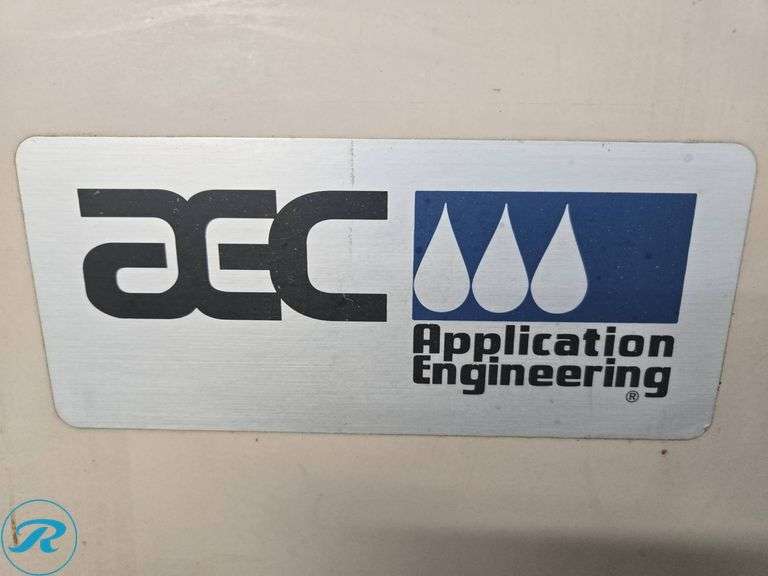 aEC
Application
Engineering
®
R